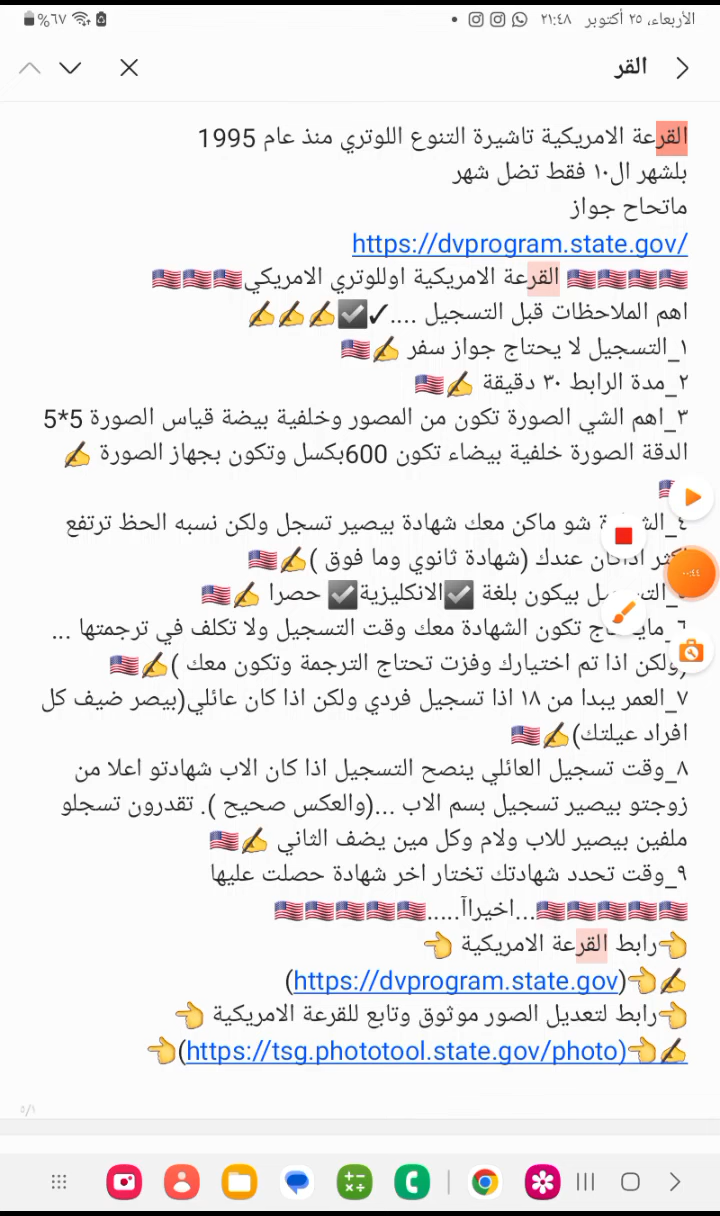 الأربعاء، ٢٥ أكتوبر ٢١:٤٨
%٦٧
القر
القرعة الامريكية تاشيرة التنوع اللوتري منذ عام 1995
بلشهر ال١٠ فقط تضل شهر
ماتحاح جواز
https://dvprogram.state.gov/
🇺🇸🇺🇸🇺🇸🇺🇸 القرعة الامريكية اوللوتري الامريكي🇺🇸🇺🇸🇺🇸
اهم الملاحظات قبل التسجيل ....✓☑✍✍✍
١_التسجيل لا يحتاج جواز سفر ✍🇺🇸
٢_مدة الرابط ٣٠ دقيقة ✍🇺🇸
٣_اهم الشي الصورة تكون من المصور وخلفية بيضة قياس الصورة 5*5
الدقة الصورة خلفية بيضاء تكون 600بكسل وتكون بجهاز الصورة ✍
🇺🇸
شو ماكن معك شهادة بيصير تسجل ولكن نسبه الحظ ترتفع
عندك (شهادة ثانوي وما فوق )✍🇺🇸
بيكون بلغة ☑الانكليزية☑ حصرا ✍🇺🇸
تكون الشهادة معك وقت التسجيل ولا تكلف في ترجمتها ...
(ولكن اذا تم اختيارك وفزت تحتاج الترجمة وتكون معك )✍🇺🇸
٧_العمر يبدا من ١٨ اذا تسجيل فردي ولكن اذا كان عائلي(بيصر ضيف كل
افراد عيلتك)✍🇺🇸
٨_وقت تسجيل العائلي ينصح التسجيل اذا كان الاب شهادتو اعلا من
زوجتو بيصير تسجيل بسم الاب ...(والعكس صحيح ). تقدرون تسجلو
ملفين بيصير للاب ولام وكل مين يضف الثاني ✍🇺🇸
٩_وقت تحدد شهادتك تختار اخر شهادة حصلت عليها
🇺🇸🇺🇸🇺🇸🇺🇸🇺🇸...اخيراآ.....🇺🇸🇺🇸🇺🇸🇺🇸🇺🇸
👈رابط القرعة الامريكية 👈
✍👈(https://dvprogram.state.gov)
👈رابط لتعديل الصور موثوق وتابع للقرعة الامريكية 👈
✍👈(https://tsg.phototool.state.gov/photo)👈
٥/١